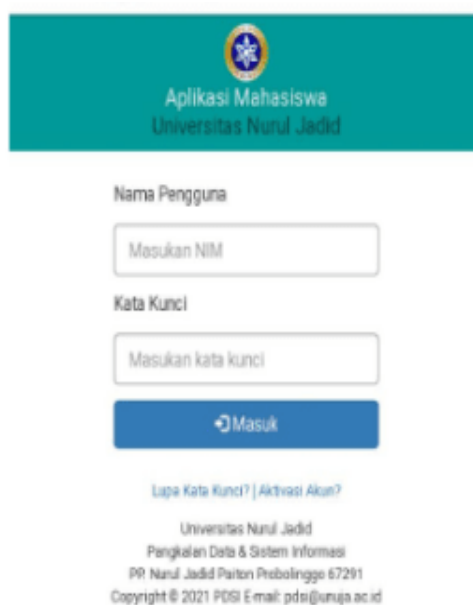 Aplikasi Mahasiswa
Universitas Nurul Jadid
Nama Pengguna
Masukan NIM
Kata Kunci
Masukan kata kunci
Masuk
Lupa Kata Kunci? | Aktivasi Akun?
Universitas Nurul Jadid
Pangkalan Data & Sistem Informasi
PP. Nurul Jadid Paiton Probolinggo 67291
Copyright © 2021 PDSI E-mail: pdsi@unuja.ac.id